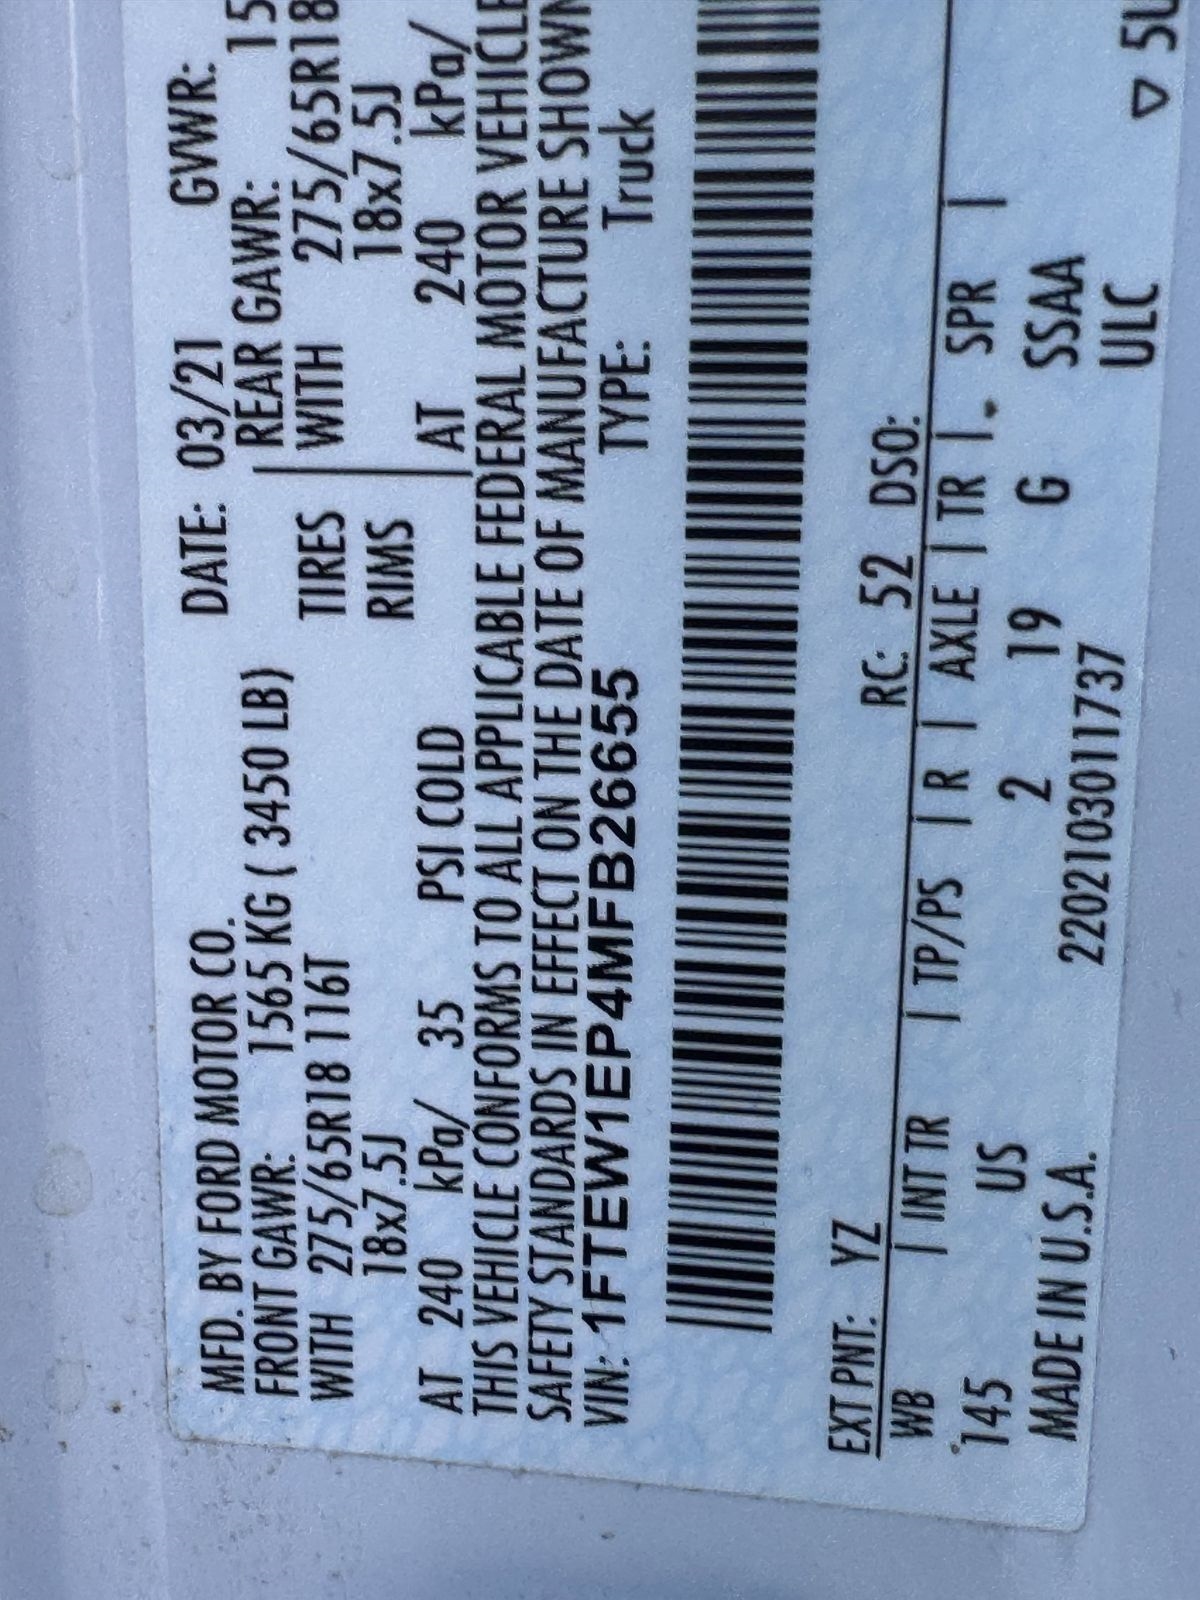 MFD. BY FORD MOTOR CO. DATE: 03/21 GVWR: 15
FRONT GAWR: 1565 KG ( 3450 LB) REAR GAWR:
WITH 275/65R18 116T TIRES WITH 275/65R18
18x7.5J RIMS 18x7.5J
AT 240 kPa/ 35 PSI COLD AT 240 kPa/
THIS VEHICLE CONFORMS TO ALL APPLICABLE FEDERAL MOTOR VEHICLE
SAFETY STANDARDS IN EFFECT ON THE DATE OF MANUFACTURE SHOWN
VIN: 1FTEW1EP4MFB26655 TYPE: Truck
EXT PNT: YZ RC: 52 DSO:
WB | INT TR | TP/PS | R | AXLE | TR | SPR |
145 US 2 19 G SSAA
MADE IN U.S.A. 22021030111737 ULC
▽ 5U